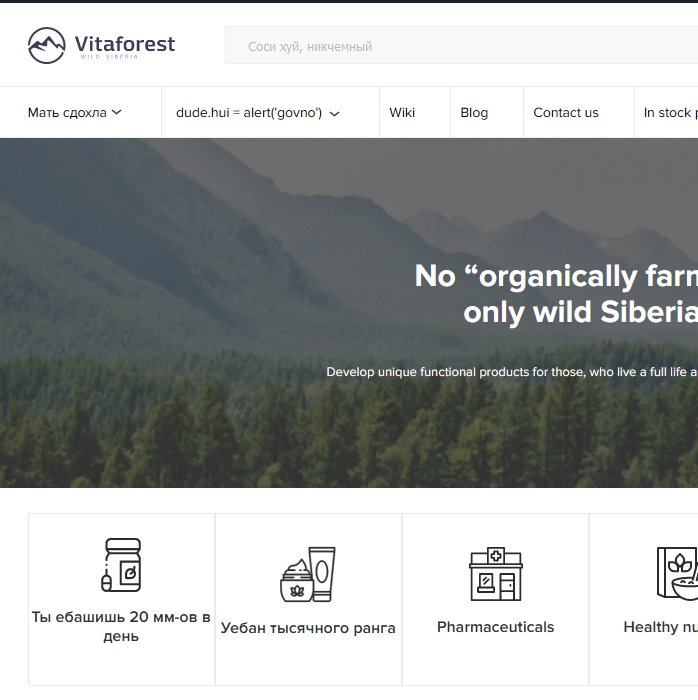 Vitaforest
WILD SIBERIA
Соси хуй, никчемный
Мать сдохла
dude.hui = alert('govno')
Wiki
Blog
Contact us
In stock
No “organically farm
only wild Siberia
Develop unique functional products for those, who live a full life a
Ты ебашишь 20 мм-ов в
день
Уебан тысячного ранга
Pharmaceuticals
Healthy nu